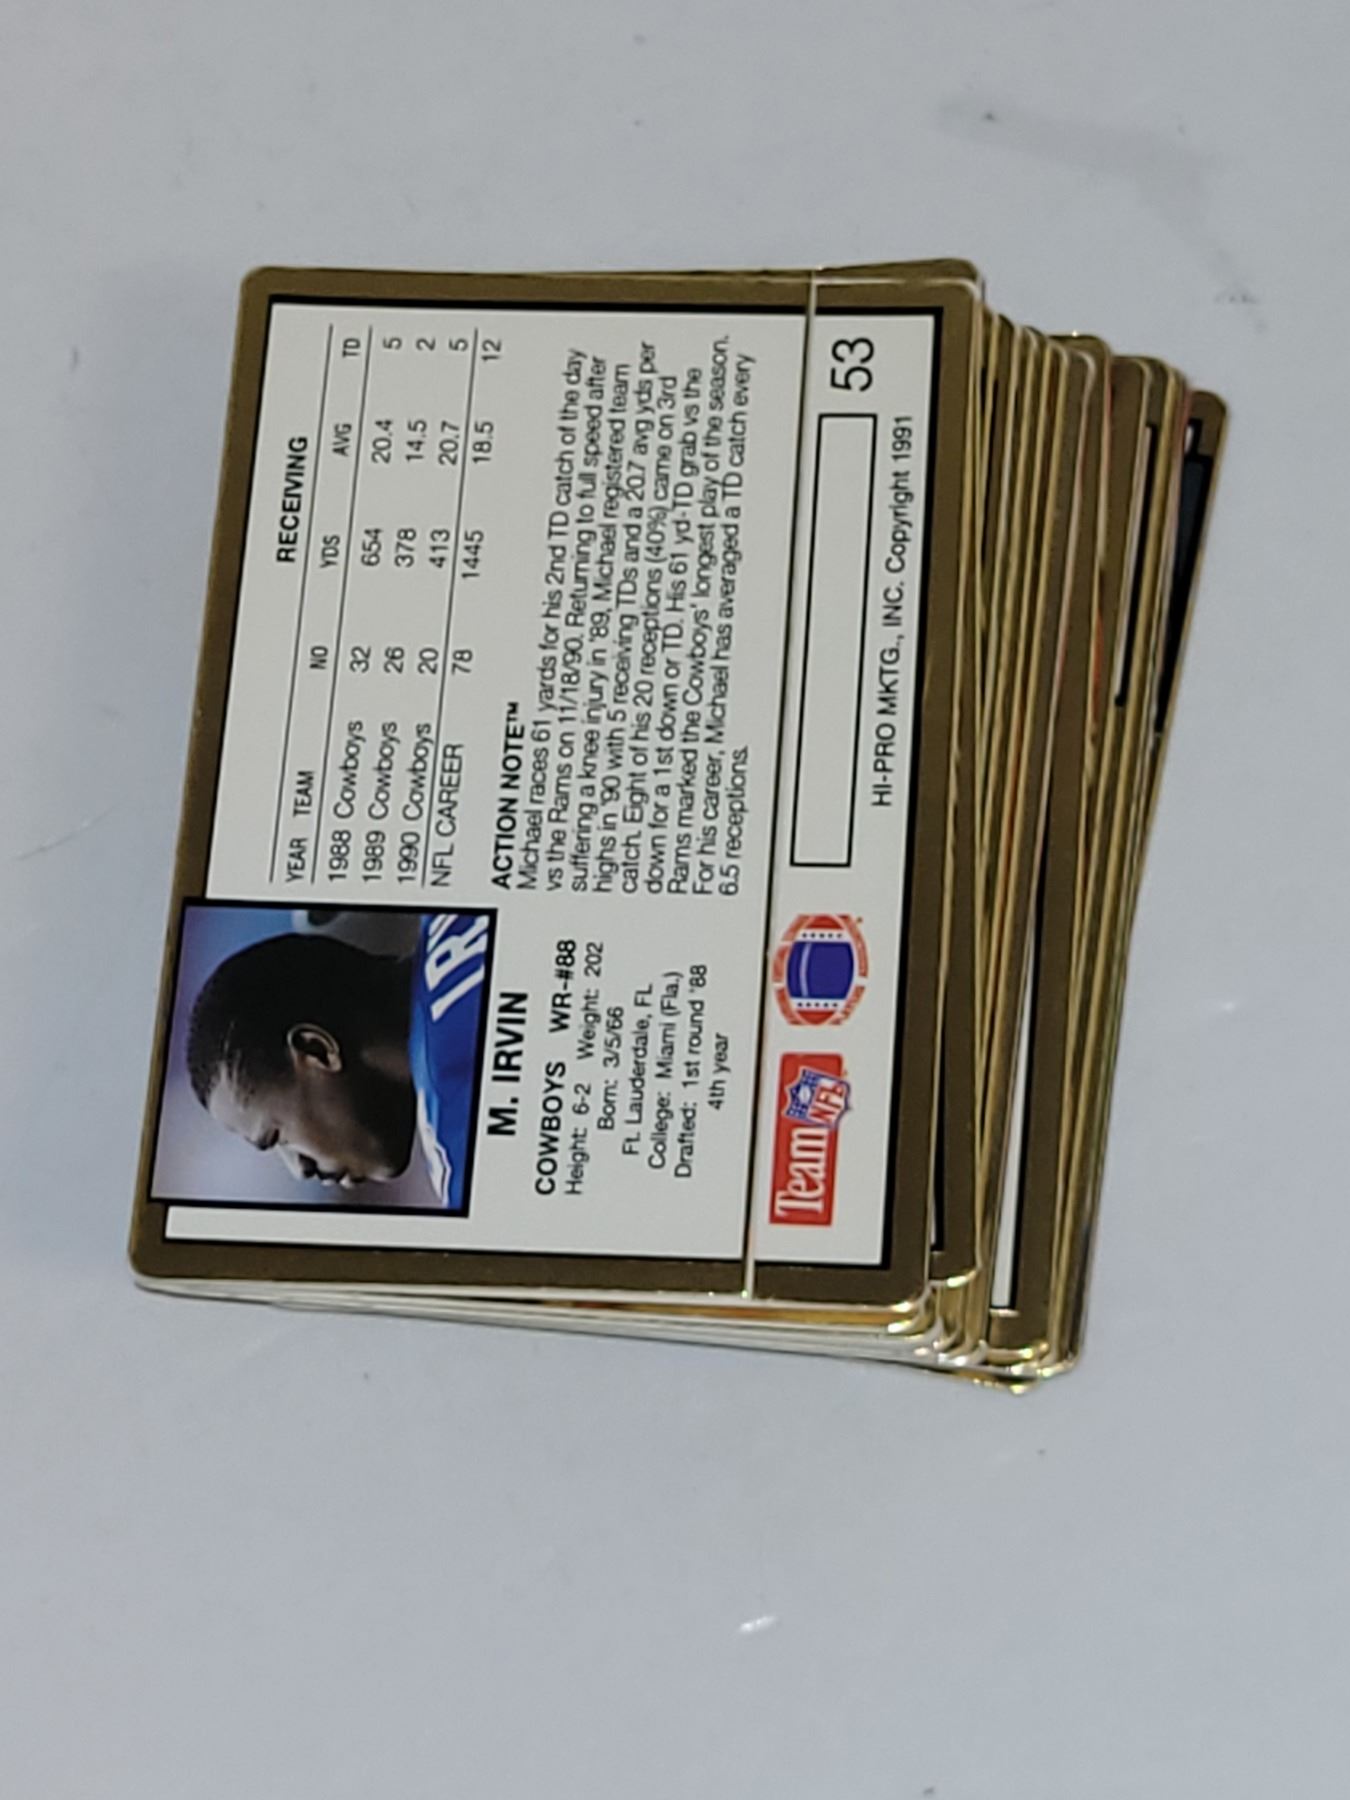 RECEIVING
YEAR TEAM NO YDS AVG TD
1988 Cowboys 32 654 20.4 5
1989 Cowboys 26 378 14.5 2
1990 Cowboys 20 413 20.7 5
NFL CAREER 78 1445 18.5 12
M. IRVIN
COWBOYS WR-#88
Height: 6-2 Weight: 202
Born: 3/5/66
Ft. Lauderdale, FL
College: Miami (Fla.)
Drafted: 1st round '88
4th year
ACTION NOTE™
Michael races 61 yards for his 2nd TD catch of the day
vs the Rams on 11/18/90. Returning to full speed after
suffering a knee injury in '89, Michael registered team
highs in '90 with 5 receiving TDs and a 20.7 avg yds per
catch. Eight of his 20 receptions (40%) came on 3rd
down for a 1st down or TD. His 61 yd-TD grab vs the
Rams marked the Cowboys' longest play of the season.
For his career, Michael has averaged a TD catch every
6.5 receptions.
Team NFL
53
HI-PRO MKTG., INC. Copyright 1991
IR